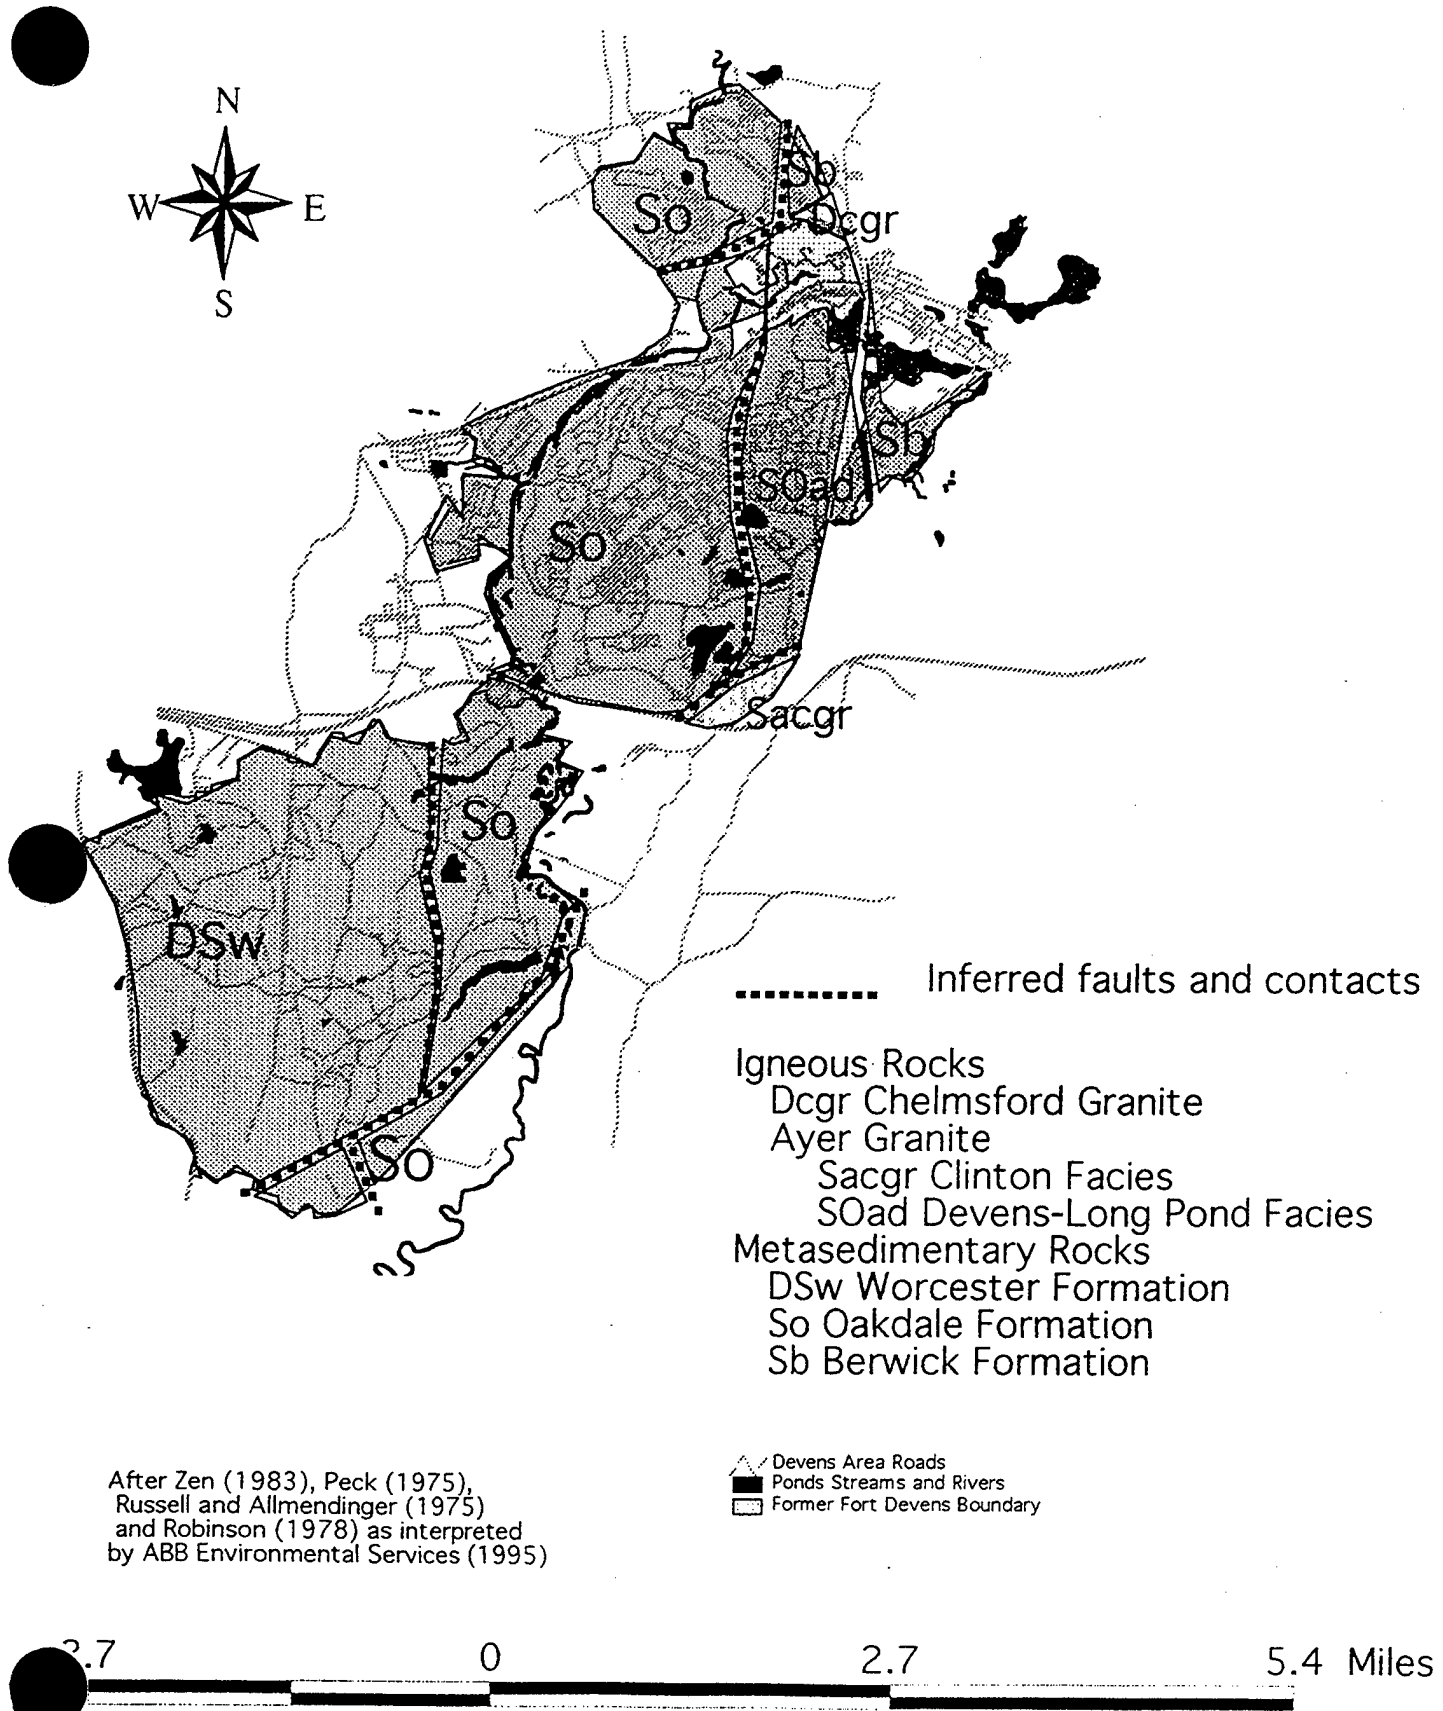 N
W
E
S
Sb
So
Dcgr
Sb
SOad
So
Sacgr
So
DSw
So
Inferred faults and contacts
Igneous Rocks
Dcgr Chelmsford Granite
Ayer Granite
Sacgr Clinton Facies
SOad Devens-Long Pond Facies
Metasedimentary Rocks
DSw Worcester Formation
So Oakdale Formation
Sb Berwick Formation
After Zen (1983), Peck (1975),
Russell and Allmendinger (1975)
and Robinson (1978) as interpreted
by ABB Environmental Services (1995)
Devens Area Roads
Ponds Streams and Rivers
Former Fort Devens Boundary
2.7 0 2.7 5.4 Miles